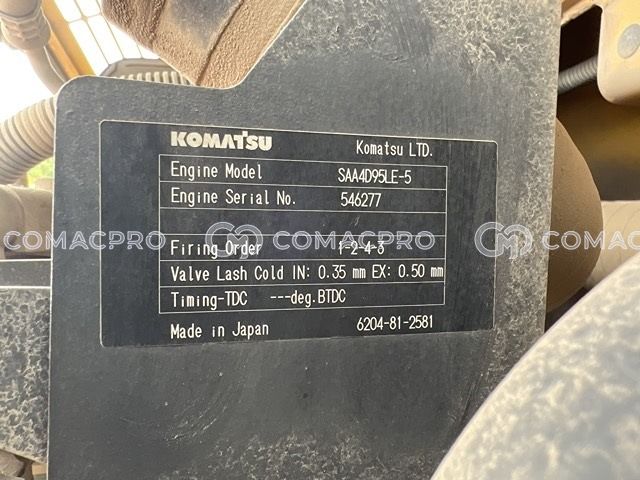 KOMATSU Komatsu LTD.
Engine Model SAA4D95LE-5
Engine Serial No. 546277
COMACPRO COMACPRO COMACPRO
Firing Order 1-2-4-3
Valve Lash Cold IN: 0.35 mm EX: 0.50 mm
Timing-TDC ---deg.BTDC
Made in Japan 6204-81-2581